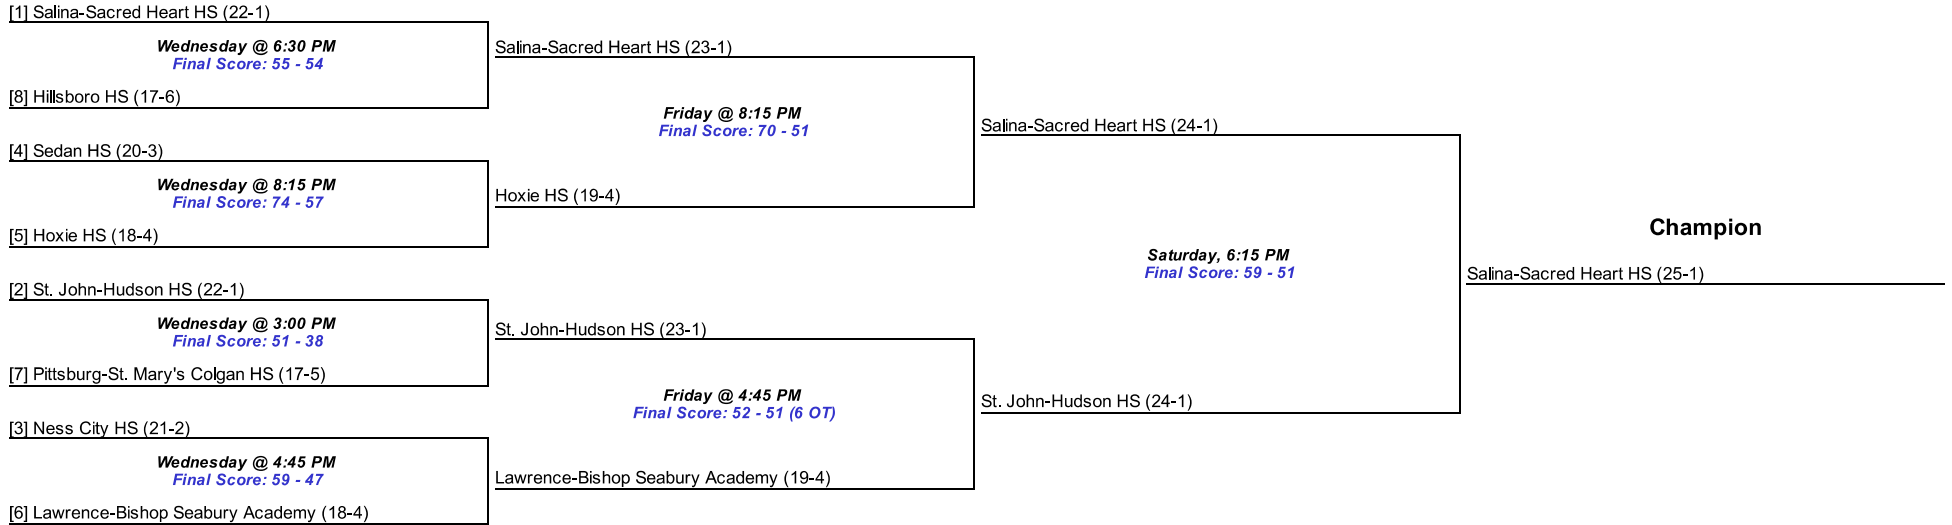 [1] Salina-Sacred Heart HS (22-1)
Wednesday @ 6:30 PM
Final Score: 55 - 54
[8] Hillsboro HS (17-6)
[4] Sedan HS (20-3)
Wednesday @ 8:15 PM
Final Score: 74 - 57
[5] Hoxie HS (18-4)
[2] St. John-Hudson HS (22-1)
Wednesday @ 3:00 PM
Final Score: 51 - 38
[7] Pittsburg-St. Mary's Colgan HS (17-5)
[3] Ness City HS (21-2)
Wednesday @ 4:45 PM
Final Score: 59 - 47
[6] Lawrence-Bishop Seabury Academy (18-4)
Salina-Sacred Heart HS (23-1)
Friday @ 8:15 PM
Final Score: 70 - 51
Hoxie HS (19-4)
St. John-Hudson HS (23-1)
Friday @ 4:45 PM
Final Score: 52 - 51 (6 OT)
Lawrence-Bishop Seabury Academy (19-4)
Salina-Sacred Heart HS (24-1)
Saturday, 6:15 PM
Final Score: 59 - 51
St. John-Hudson HS (24-1)
Champion
Salina-Sacred Heart HS (25-1)